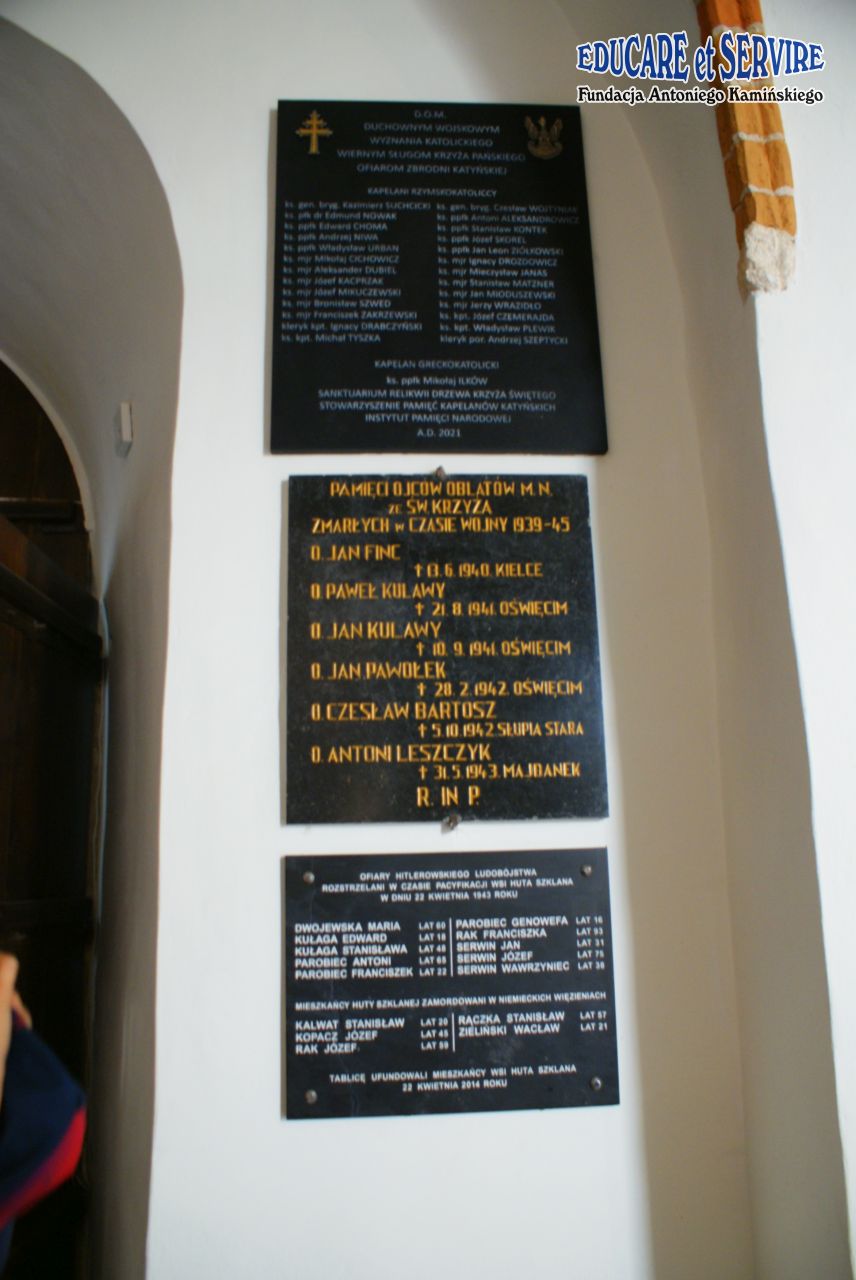 EDUCARE et SERVIRE
Fundacja Antoniego Kamińskiego
D.O.M.
DUCHOWNYM WOJSKOWYM
WYZNANIA KATOLICKIEGO
WIERNYM SŁUGOM KRZYŻA PAŃSKIEGO
OFIAROM ZBRODNI KATYŃSKIEJ
KAPELANI RZYMSKOKATOLICCY
ks. gen. bryg. Kazimierz SUCHCICKI
ks. płk dr Edmund NOWAK
ks. ppłk Edward CHOMA
ks. ppłk Andrzej NIWA
ks. ppłk Władysław URBAN
ks. mjr Mikołaj CICHOWICZ
ks. mjr Aleksander DUBIEL
ks. mjr Józef KACPRZAK
ks. mjr Józef MIKUCZEWSKI
ks. mjr Bronisław SZWED
ks. mjr Franciszek ZAKRZEWSKI
kleryk kpt. Ignacy DRABCZYŃSKI
ks. kpt. Michał TYSZKA
ks. gen. bryg. Czesław WOJTYNIAK
ks. ppłk Antoni ALEKSANDROWICZ
ks. ppłk Stanisław KONTEK
ks. ppłk Józef SKOREL
ks. ppłk Jan Leon ZIÓŁKOWSKI
ks. mjr Ignacy DROZDOWICZ
ks. mjr Mieczysław JANAS
ks. mjr Stanisław MATZNER
ks. mjr Jan MIODUSZEWSKI
ks. mjr Jerzy WRAZIDŁO
ks. kpt. Józef CZEMERAJDA
ks. kpt. Władysław PLEWIK
kleryk por. Andrzej SZEPTYCKI
KAPELAN GRECKOKATOLICKI
ks. ppłk Mikołaj ILKÓW
SANKTUARIUM RELIKWII DRZEWA KRZYŻA ŚWIĘTEGO
STOWARZYSZENIE PAMIĘĆ KAPELANÓW KATYŃSKICH
INSTYTUT PAMIĘCI NARODOWEJ
A.D. 2021
PAMIĘCI OJCÓW OBLATÓW M.N.
ze ŚW. KRZYŻA
ZMARŁYCH w CZASIE WOJNY 1939-45
O. JAN FINC
† 13. 6. 1940. KIELCE
O. PAWEŁ KULAWY
† 21. 8. 1941. OŚWIĘCIM
O. JAN KULAWY
† 10. 9. 1941. OŚWIĘCIM
O. JAN PAWOŁEK
† 28. 2. 1942. OŚWIĘCIM
O. CZESŁAW BARTOSZ
† 5. 10. 1942. SŁUPIA STARA
O. ANTONI LESZCZYK
† 31. 5. 1943. MAJDANEK
R. IN P.
OFIARY HITLEROWSKIEGO LUDOBÓJSTWA
ROZSTRZELANI W CZASIE PACYFIKACJI WSI HUTA SZKLANA
W DNIU 22 KWIETNIA 1943 ROKU
DWOJEWSKA MARIA LAT 60
KUŁAGA EDWARD LAT 18
KUŁAGA STANISŁAWA LAT 48
PAROBIEC ANTONI LAT 68
PAROBIEC FRANCISZEK LAT 22
PAROBIEC GENOWEFA LAT 16
RAK FRANCISZKA LAT 93
SERWIN JAN LAT 31
SERWIN JÓZEF LAT 75
SERWIN WAWRZYNIEC LAT 38
MIESZKAŃCY HUTY SZKLANEJ ZAMORDOWANI W NIEMIECKICH WIĘZIENIACH
KALWAT STANISŁAW LAT 20
KOPACZ JÓZEF LAT 45
RAK JÓZEF LAT 59
RĄCZKA STANISŁAW LAT 57
ZIELIŃSKI WACŁAW LAT 21
TABLICĘ UFUNDOWALI MIESZKAŃCY WSI HUTA SZKLANA
22 KWIETNIA 2014 ROKU